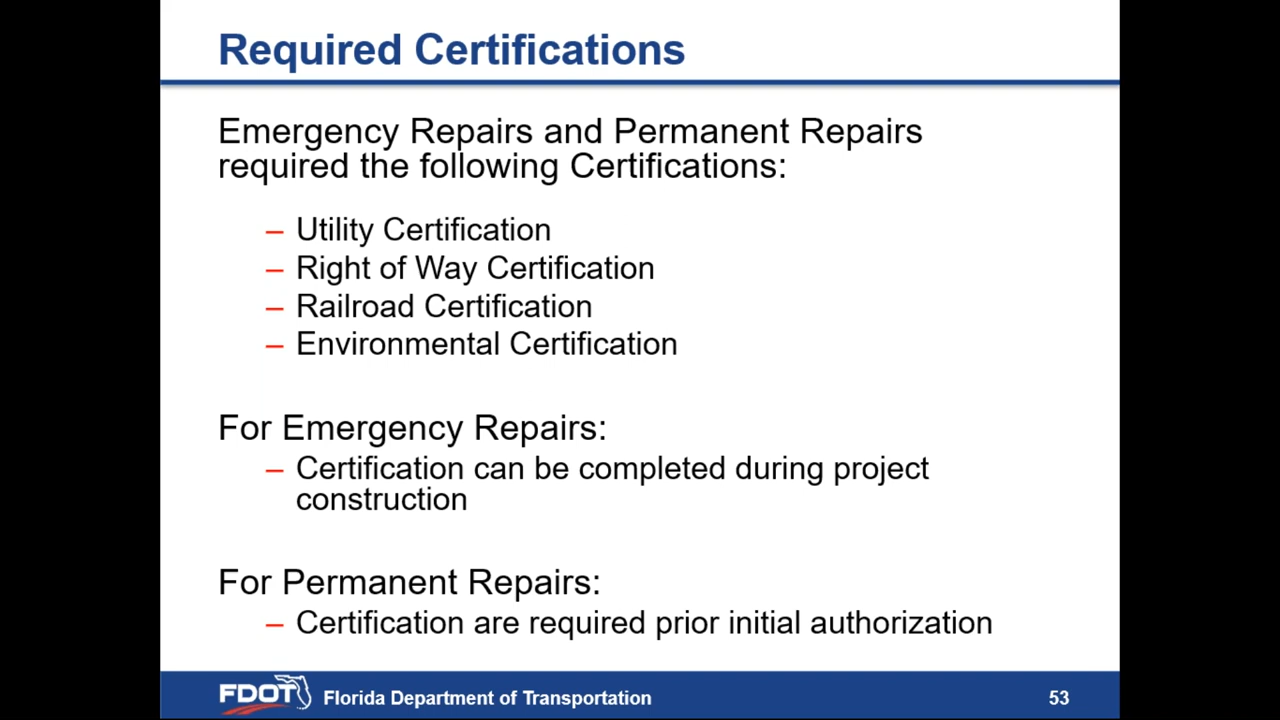 Required Certifications
Emergency Repairs and Permanent Repairs
required the following Certifications:
– Utility Certification
– Right of Way Certification
– Railroad Certification
– Environmental Certification
For Emergency Repairs:
– Certification can be completed during project
construction
For Permanent Repairs:
– Certification are required prior initial authorization
FDOT Florida Department of Transportation 53